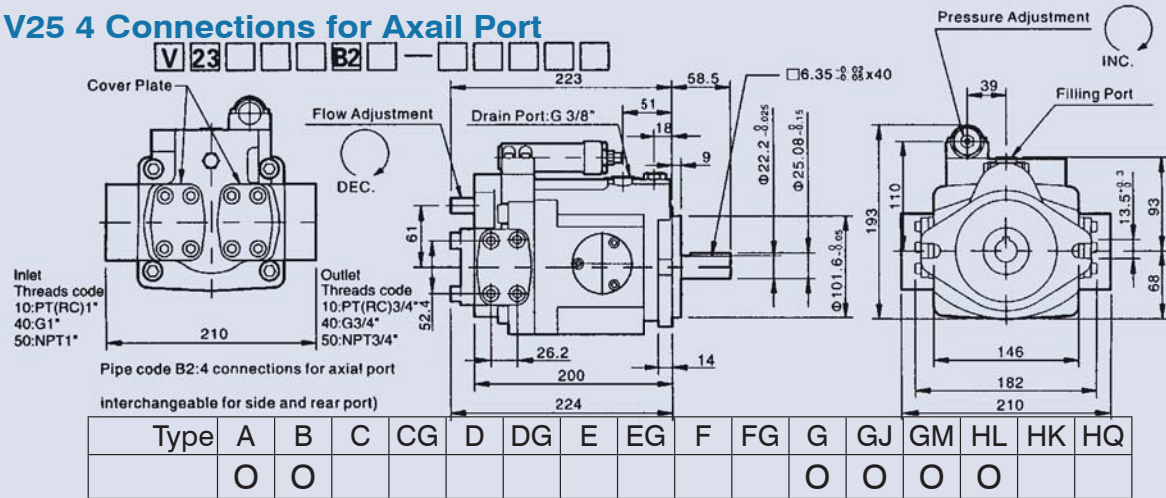 V25 4 Connections for Axail Port
V 23 B2 —
Cover Plate
Flow Adjustment
DEC.
Inlet
Threads code
10:PT(RC)1"
40:G1"
50:NPT1"
Outlet
Threads code
10:PT(RC)3/4"
40:G3/4"
50:NPT3/4"
210
Pipe code B2:4 connections for axial port
interchangeable for side and rear port)
223
58.5
□6.35 -0.02 -0.05 x40
51
Drain Port:G 3/8"
18
9
Φ22.2 -0.025
Φ25.08 -0 -0.15
Φ101.6 -0.05
61
52.4
26.2
14
200
224
Pressure Adjustment
INC.
39
Filling Port
193
110
13.5 +0.3 0
93
68
146
182
210
Type A B C CG D DG E EG F FG G GJ GM HL HK HQ
O O O O O O